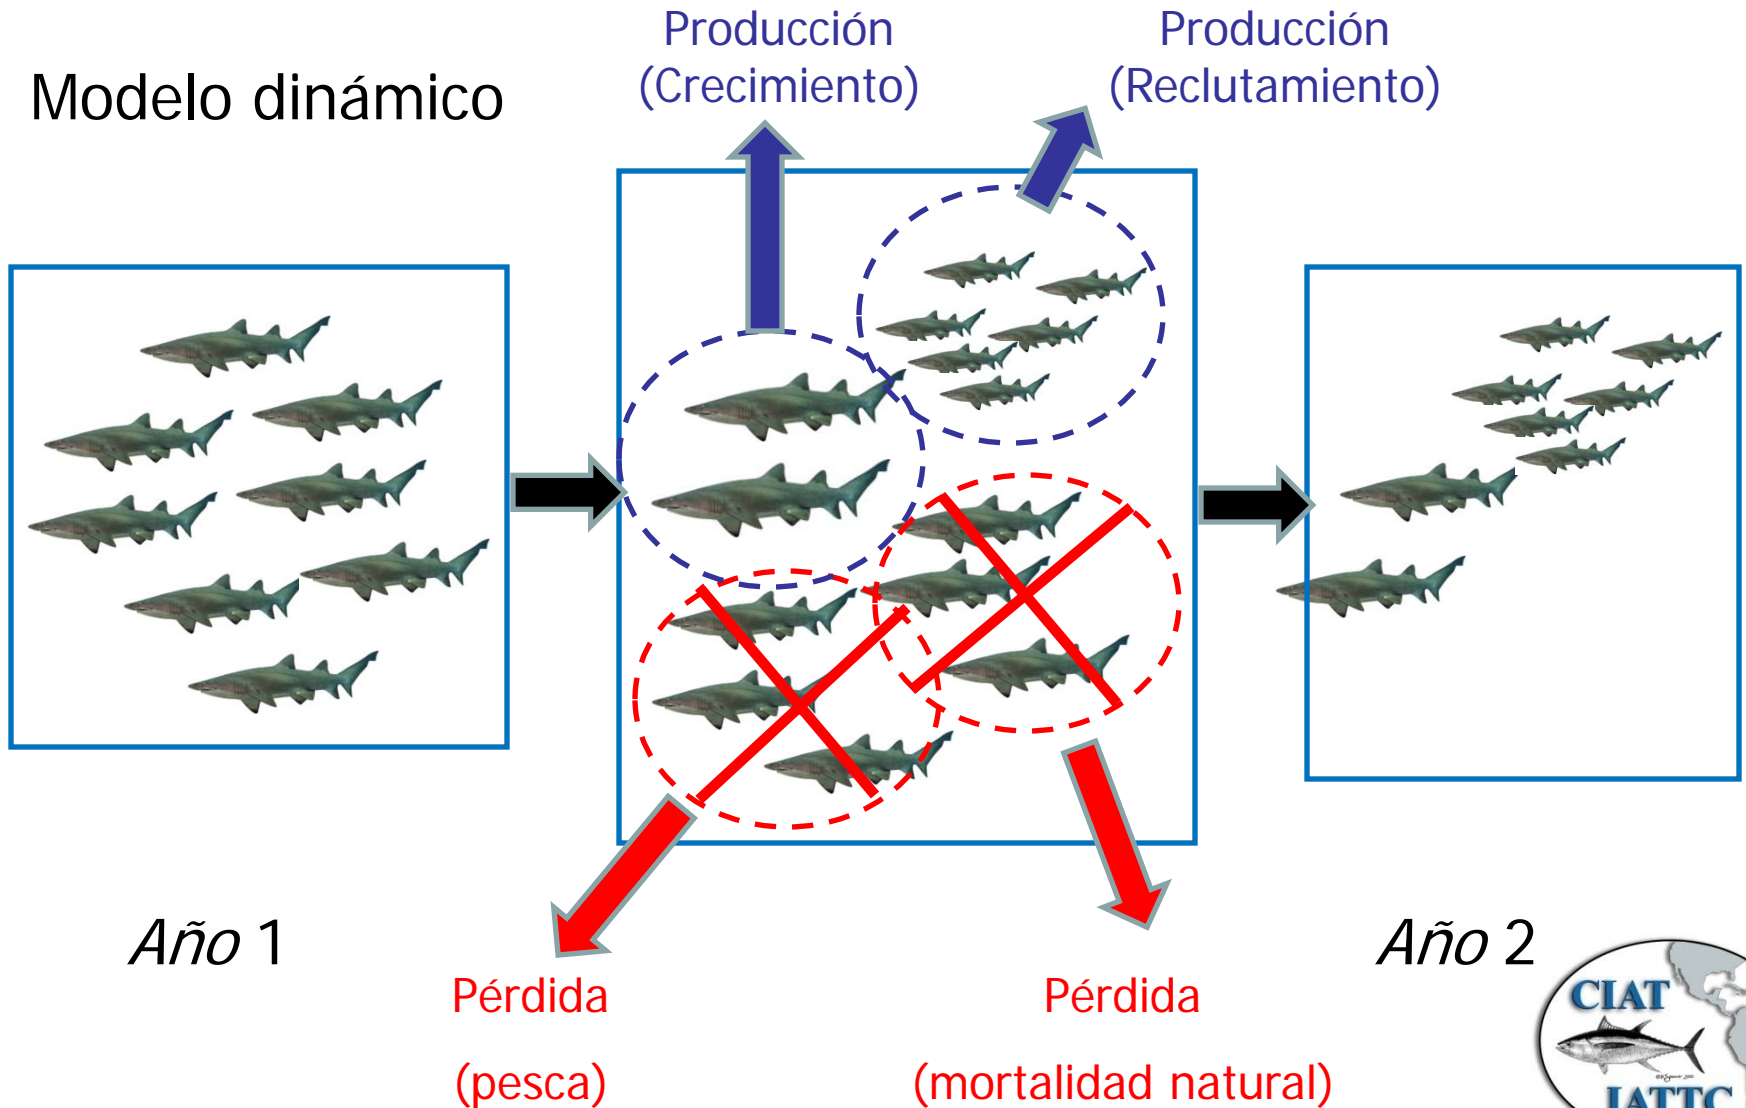 Modelo dinámico
Producción
(Crecimiento)
Producción
(Reclutamiento)
Año 1
Año 2
Pérdida
(pesca)
Pérdida
(mortalidad natural)
CIAT
IATTC